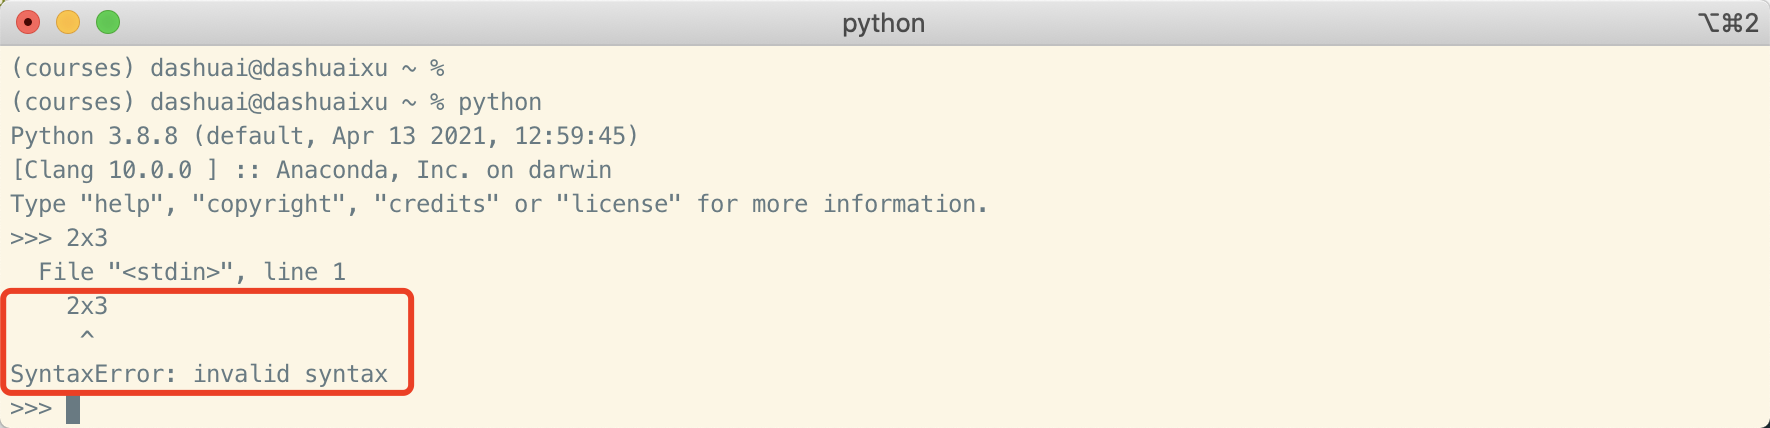 python
⌥⌘2
(courses) dashuai@dashuaixu ~ %
(courses) dashuai@dashuaixu ~ % python
Python 3.8.8 (default, Apr 13 2021, 12:59:45)
[Clang 10.0.0 ] :: Anaconda, Inc. on darwin
Type "help", "copyright", "credits" or "license" for more information.
>>> 2x3
  File "<stdin>", line 1
    2x3
     ^
SyntaxError: invalid syntax
>>>